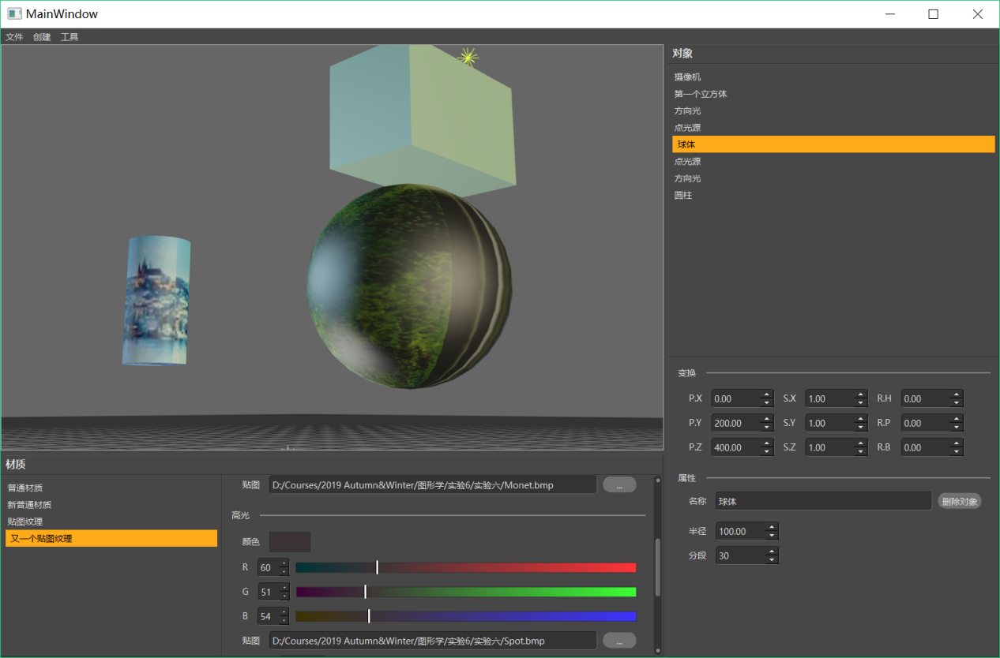 MainWindow
文件 创建 工具
对象
摄像机
第一个立方体
方向光
点光源
球体
点光源
方向光
圆柱
变换
P.X 0.00 S.X 1.00 R.H 0.00
P.Y 200.00 S.Y 1.00 R.P 0.00
P.Z 400.00 S.Z 1.00 R.B 0.00
属性
名称 球体 删除对象
半径 100.00
分段 30
材质
普通材质
新普通材质
贴图纹理
又一个贴图纹理
贴图 D:/Courses/2019 Autumn&Winter/图形学/实验6/实验六/Monet.bmp ...
高光
颜色
R 60
G 51
B 54
贴图 D:/Courses/2019 Autumn&Winter/图形学/实验6/实验六/Spot.bmp ...